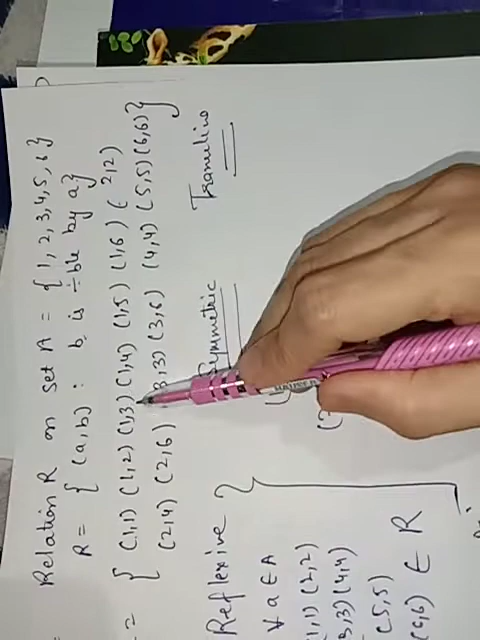 Relation R on set A = {1, 2, 3, 4, 5, 6}
R = { (a,b) : b is ÷ble by a}
= { (1,1) (1,2) (1,3) (1,4) (1,5) (1,6) (2,2)
(2,4) (2,6) (3,3) (3,6) (4,4) (5,5) (6,6)}
Reflexive Symmetric Transitive
∀ a ∈ A
(1,1) (2,2)
(3,3) (4,4)
(5,5)
(6,6) ∈ R